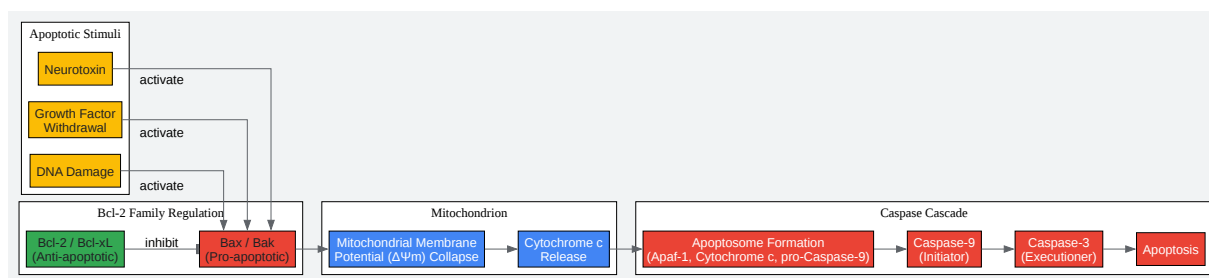 Apoptotic Stimuli
Neurotoxin
activate
Growth Factor
Withdrawal
activate
DNA Damage
activate
Bcl-2 Family Regulation
Bcl-2 / Bcl-xL
(Anti-apoptotic)
inhibit
Bax / Bak
(Pro-apoptotic)
Mitochondrion
Mitochondrial Membrane
Potential (ΔΨm) Collapse
Cytochrome c
Release
Caspase Cascade
Apoptosome Formation
(Apaf-1, Cytochrome c, pro-Caspase-9)
Caspase-9
(Initiator)
Caspase-3
(Executioner)
Apoptosis